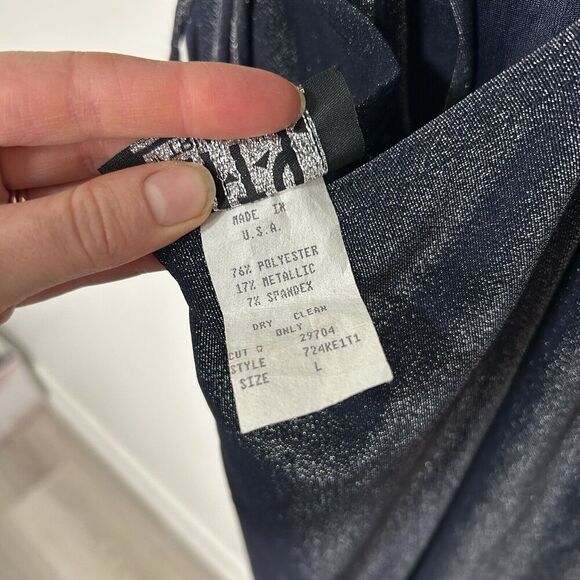 MADE IN
U.S.A.
76% POLYESTER
17% METALLIC
7% SPANDEX
DRY CLEAN
ONLY
CUT 29704
STYLE 724KE1T1
SIZE L